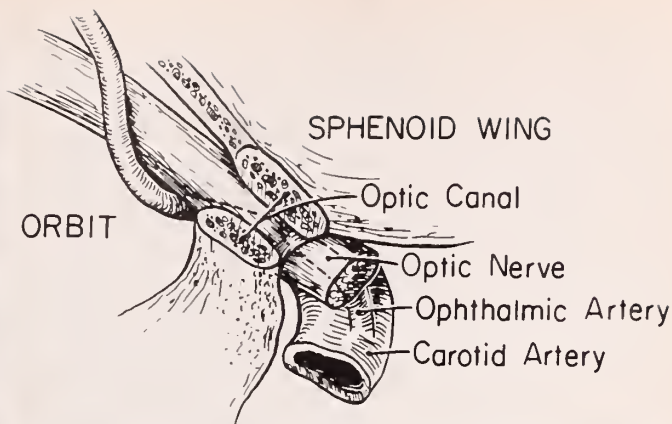 SPHENOID WING
Optic Canal
ORBIT
Optic Nerve
Ophthalmic Artery
Carotid Artery